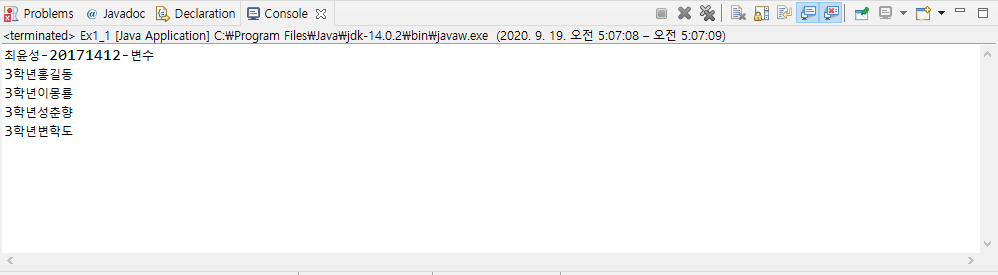 Problems @ Javadoc Declaration Console
<terminated> Ex1_1 [Java Application] C:₩Program Files₩Java₩jdk-14.0.2₩bin₩javaw.exe (2020. 9. 19. 오전 5:07:08 – 오전 5:07:09)
최윤성-20171412-변수
3학년홍길동
3학년이몽룡
3학년성춘향
3학년변학도